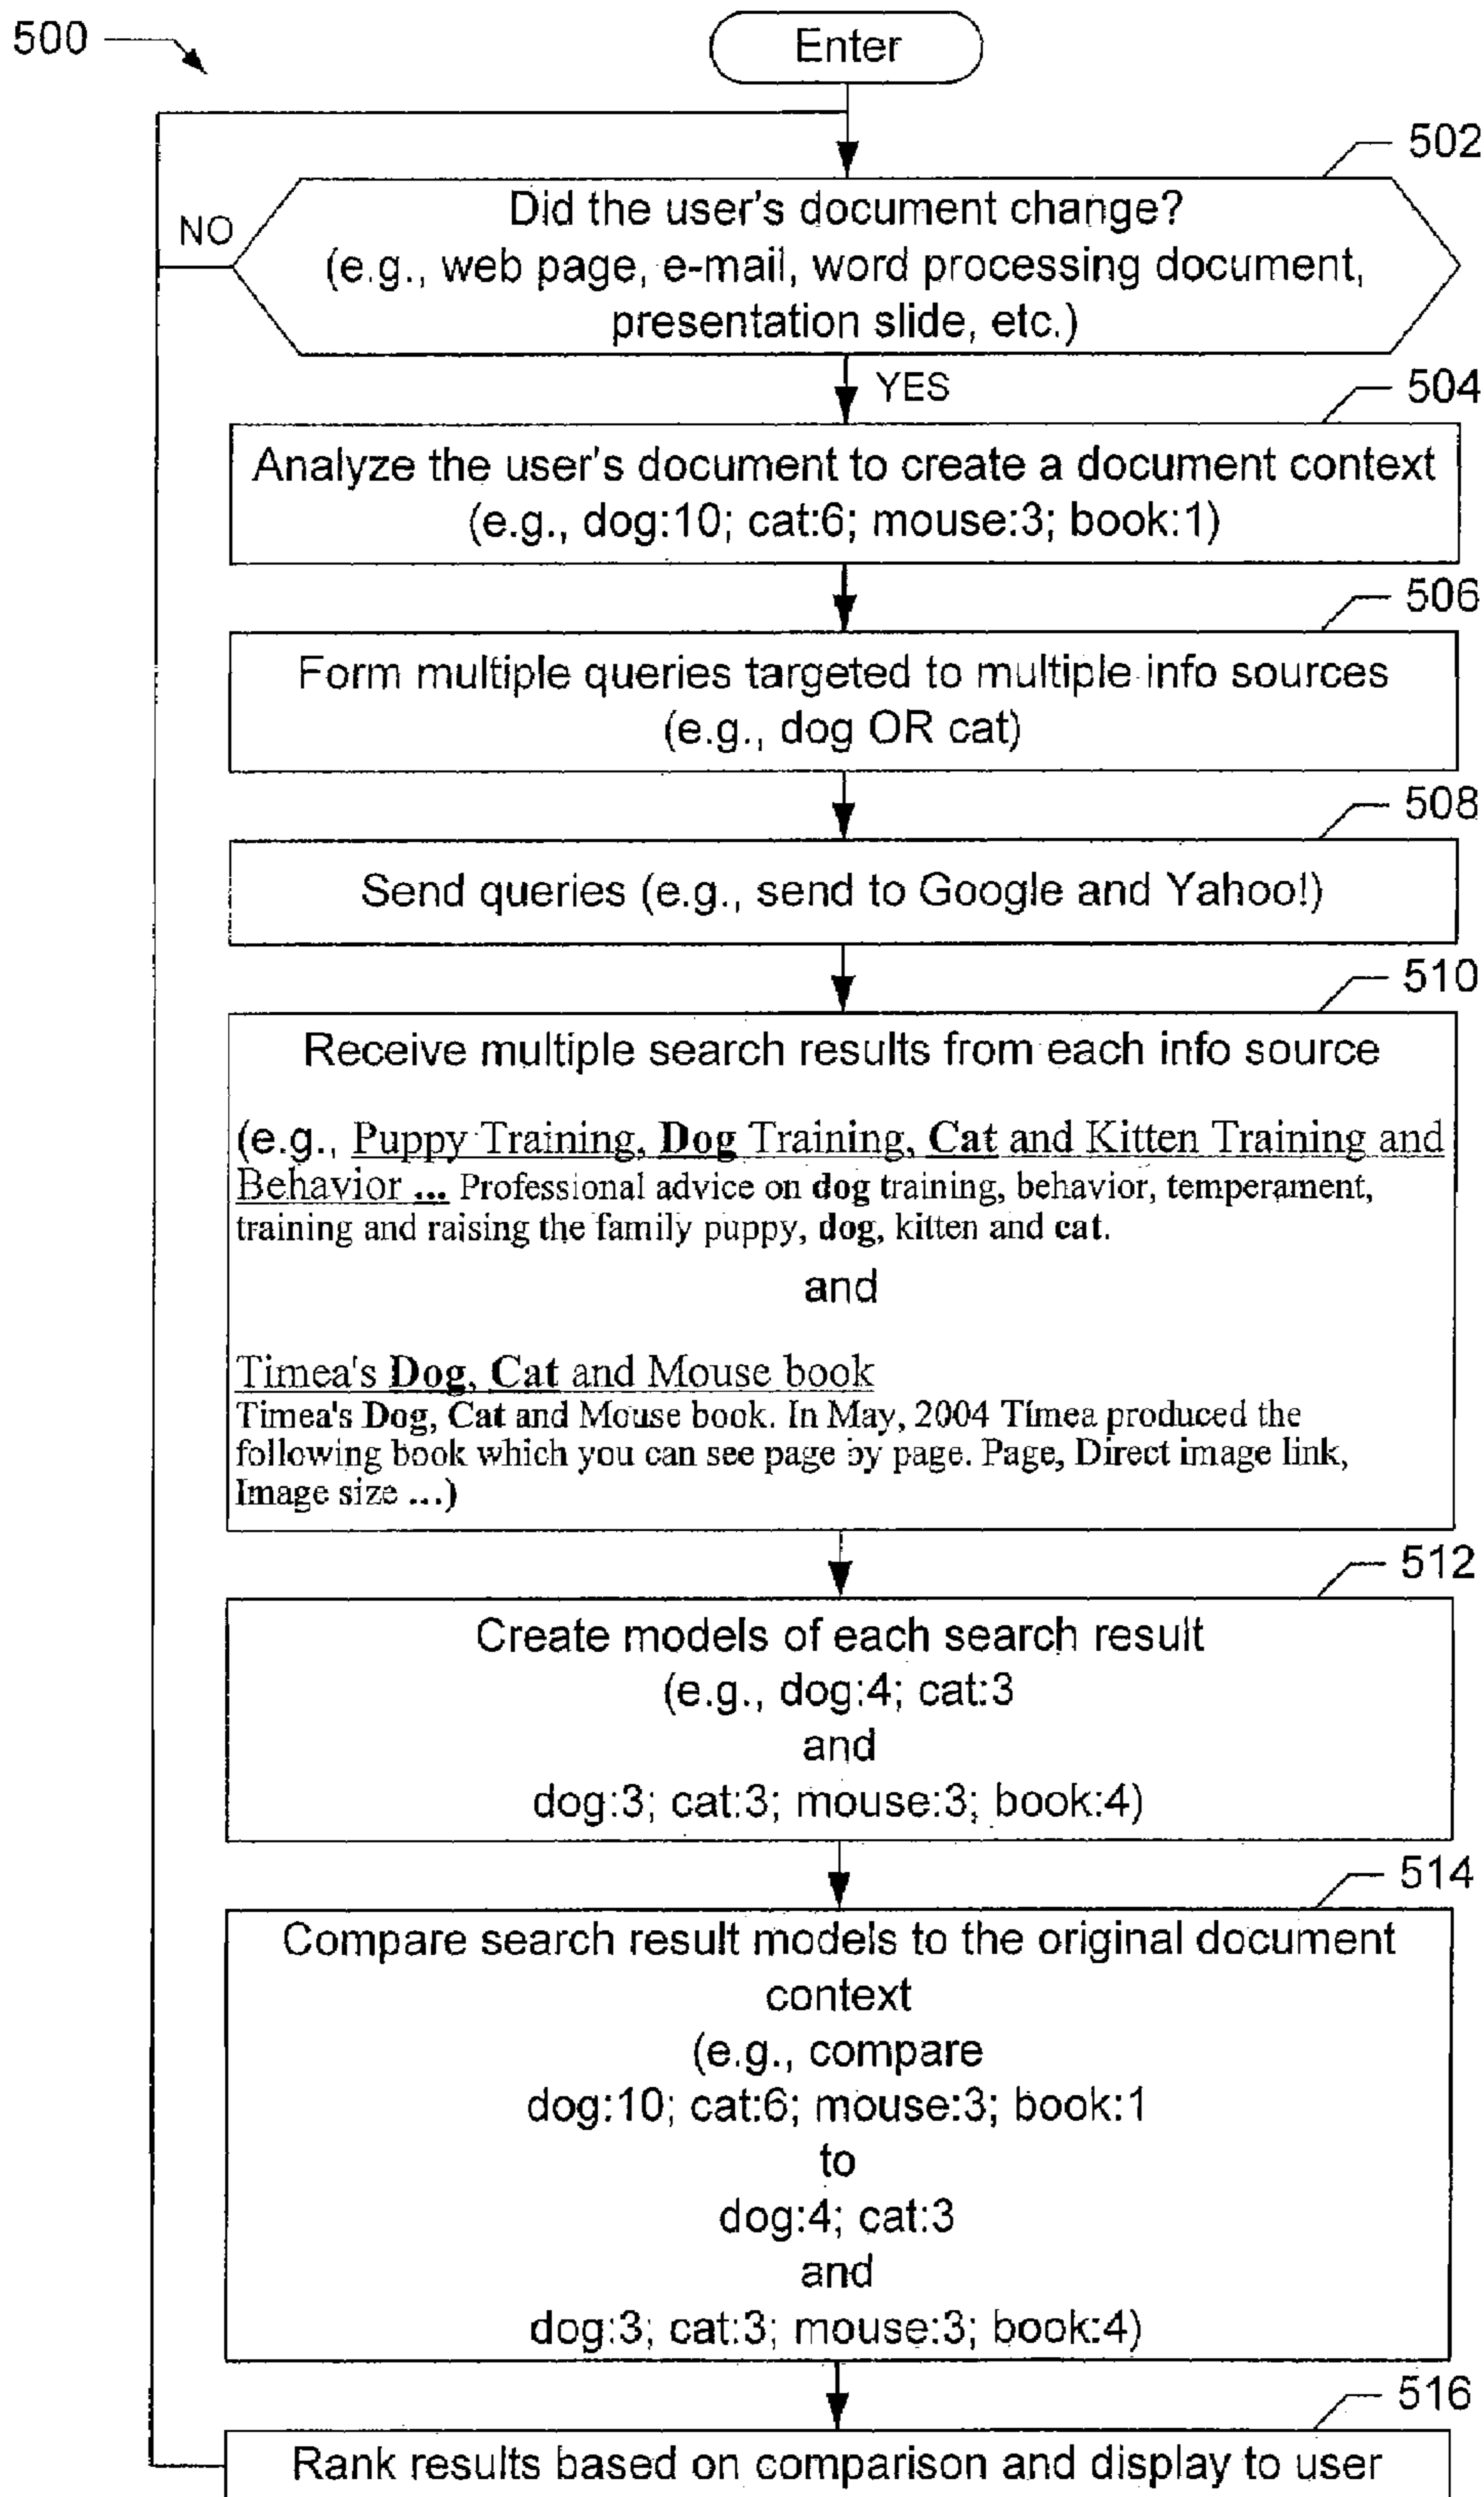 500
Enter
502
Did the user's document change?
NO
(e.g., web page, e-mail, word processing document,
presentation slide, etc.)
YES
504
Analyze the user's document to create a document context
(e.g., dog:10; cat:6; mouse:3; book:1)
506
Form multiple queries targeted to multiple info sources
(e.g., dog OR cat)
508
Send queries (e.g., send to Google and Yahoo!)
510
Receive multiple search results from each info source
(e.g., Puppy Training, Dog Training, Cat and Kitten Training and
Behavior ... Professional advice on dog training, behavior, temperament,
training and raising the family puppy, dog, kitten and cat.
and
Timea's Dog, Cat and Mouse book
Timea's Dog, Cat and Mouse book. In May, 2004 Timea produced the
following book which you can see page by page. Page, Direct image link,
Image size ...)
512
Create models of each search result
(e.g., dog:4; cat:3
and
dog:3; cat:3; mouse:3; book:4)
514
Compare search result models to the original document
context
(e.g., compare
dog:10; cat:6; mouse:3; book:1
to
dog:4; cat:3
and
dog:3; cat:3; mouse:3; book:4)
516
Rank results based on comparison and display to user